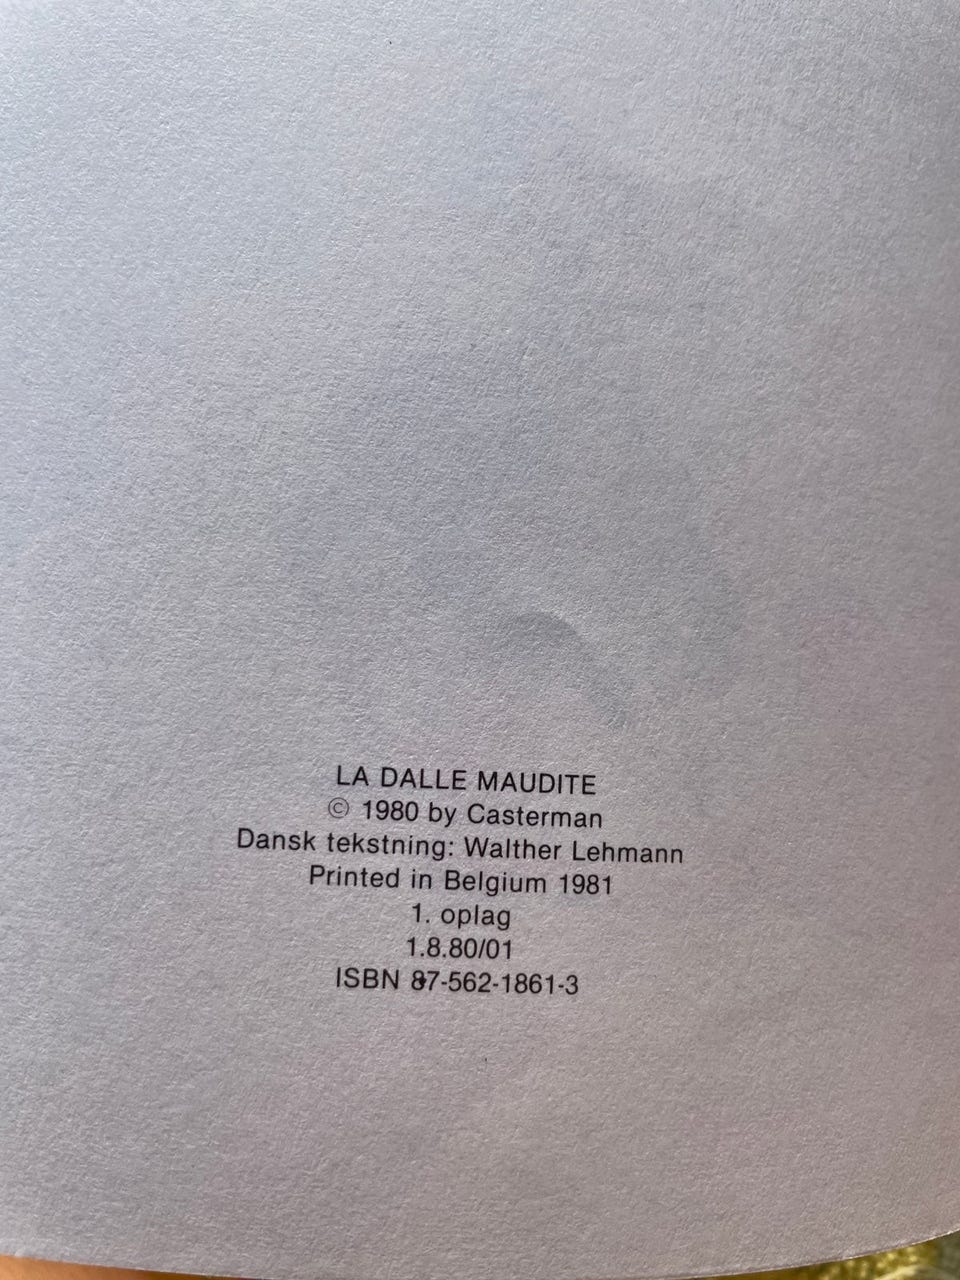 LA DALLE MAUDITE
© 1980 by Casterman
Dansk tekstning: Walther Lehmann
Printed in Belgium 1981
1. oplag
1.8.80/01
ISBN 87-562-1861-3